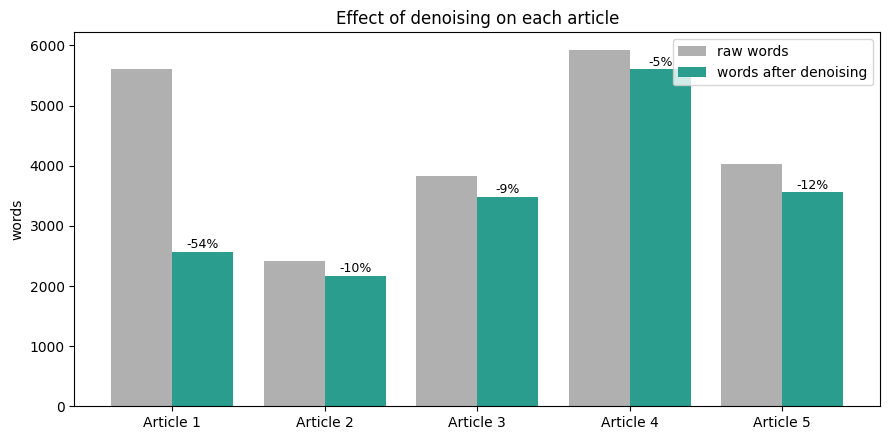 Effect of denoising on each article
raw words
words after denoising
words
6000
5000
4000
3000
2000
1000
0
-54%
-10%
-9%
-5%
-12%
Article 1
Article 2
Article 3
Article 4
Article 5